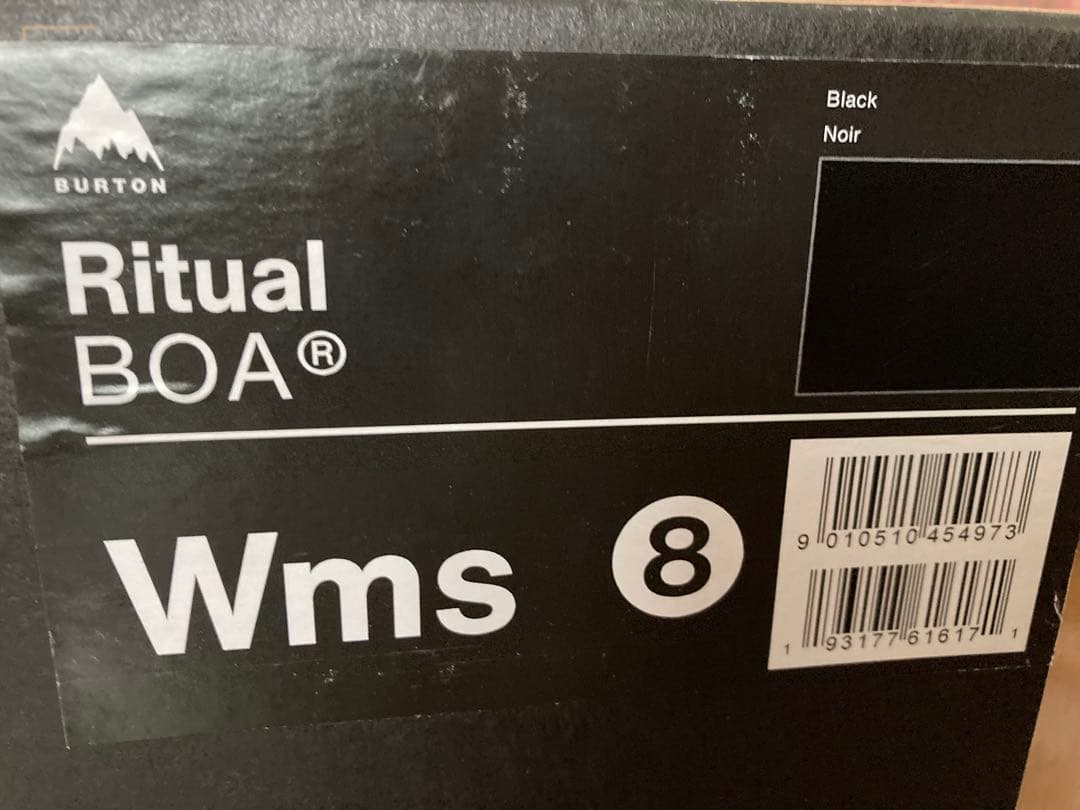 BURTON
Ritual
BOA®
Black
Noir
Wms 8
9 010510 454973
1 93177 61617 1